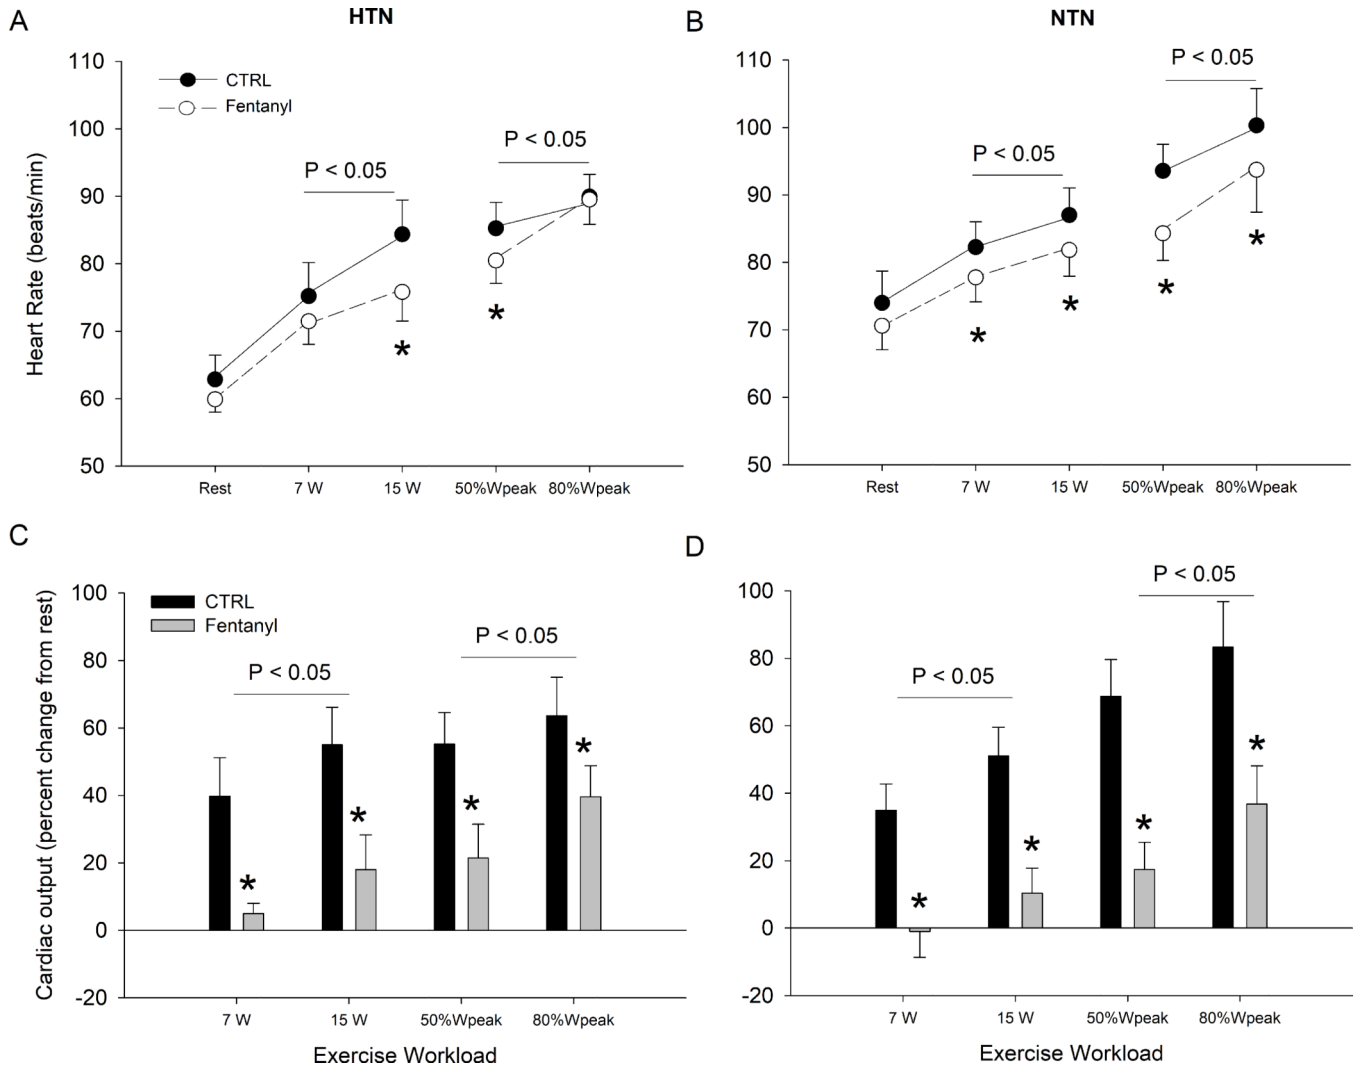 A
HTN
B
NTN
110
100
90
80
70
60
50
Heart Rate (beats/min)
CTRL
Fentanyl
P < 0.05
P < 0.05
*
*
Rest
7 W
15 W
50%Wpeak
80%Wpeak
110
100
90
80
70
60
50
P < 0.05
P < 0.05
*
*
*
*
Rest
7 W
15 W
50%Wpeak
80%Wpeak
C
D
100
80
60
40
20
0
-20
Cardiac output (percent change from rest)
CTRL
Fentanyl
P < 0.05
P < 0.05
*
*
*
*
7 W
15 W
50%Wpeak
80%Wpeak
Exercise Workload
100
80
60
40
20
0
-20
P < 0.05
P < 0.05
*
*
*
*
7 W
15 W
50%Wpeak
80%Wpeak
Exercise Workload